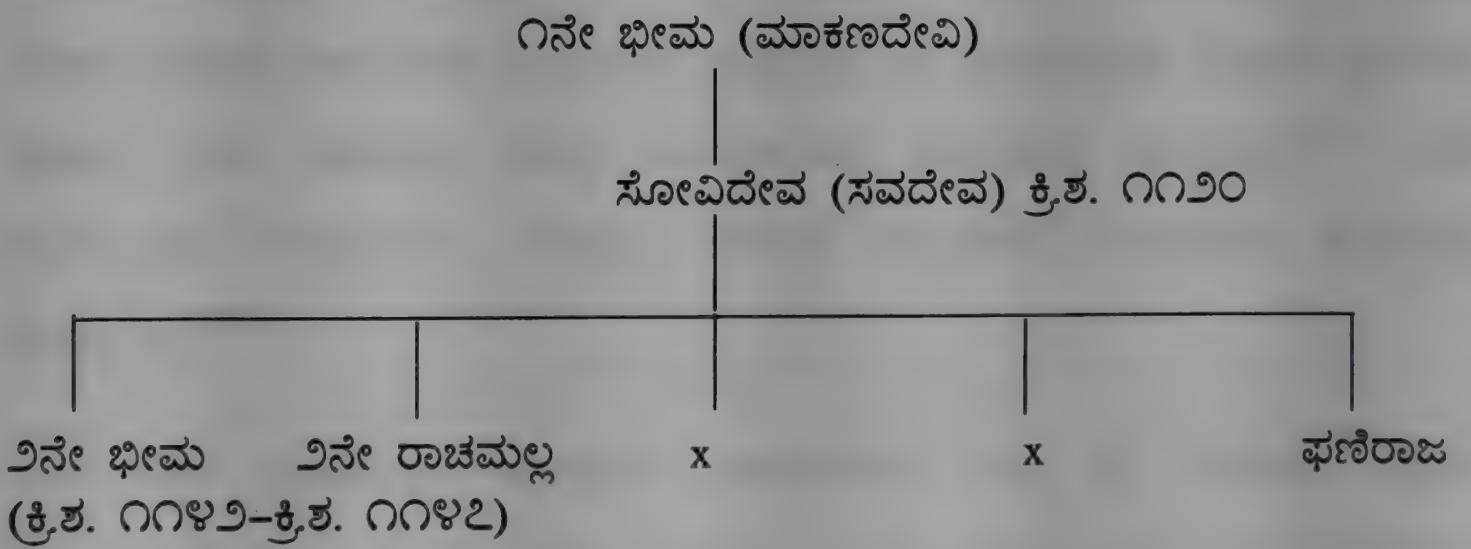 ೧ನೇ ಭೀಮ (ಮಾಕಣದೇವಿ)
ಸೋವಿದೇವ (ಸವದೇವ) ಕ್ರಿ.ಶ. ೧೧೨೦
೨ನೇ ಭೀಮ ೨ನೇ ರಾಚಮಲ್ಲ x x ಫಣಿರಾಜ
(ಕ್ರಿ.ಶ. ೧೧೪೨–ಕ್ರಿ.ಶ. ೧೧೪೭)